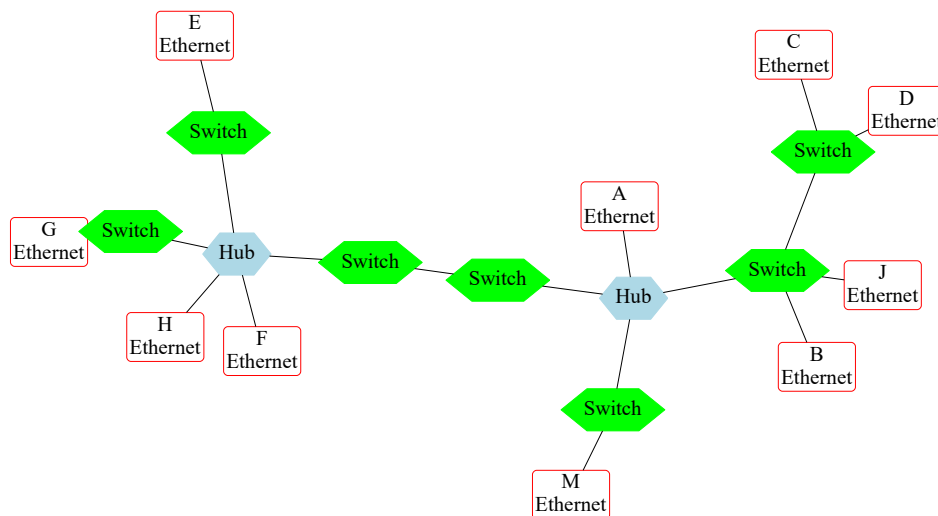 E
Ethernet
C
Ethernet
D
Ethernet
Switch
Switch
A
Ethernet
G
Ethernet
Switch
Hub
Switch
Switch
Hub
Switch
J
Ethernet
H
Ethernet
F
Ethernet
B
Ethernet
Switch
M
Ethernet